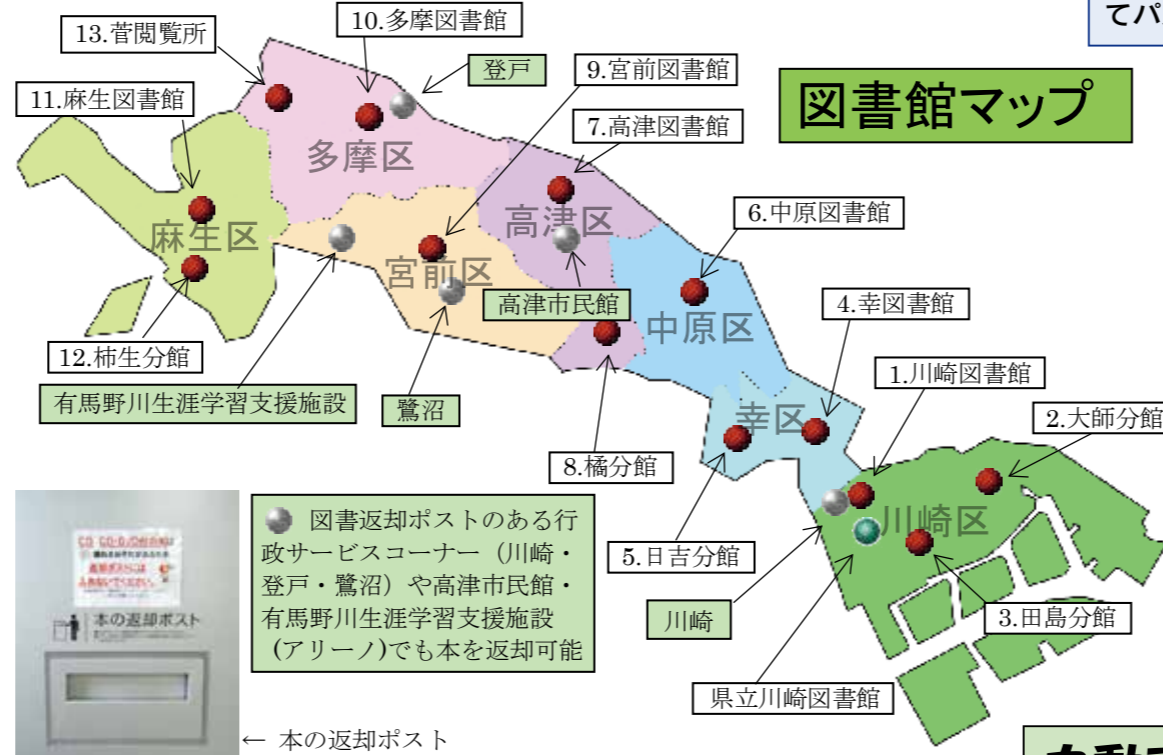 てパ
図書館マップ
13.菅閲覧所
10.多摩図書館
登戸
9.宮前図書館
11.麻生図書館
7.高津図書館
多摩区
6.中原図書館
高津区
麻生区
宮前区
高津市民館
4.幸図書館
中原区
12.柿生分館
1.川崎図書館
有馬野川生涯学習支援施設
鷺沼
幸区
2.大師分館
8.橘分館
川崎区
5.日吉分館
川崎
3.田島分館
県立川崎図書館
図書返却ポストのある行
政サービスコーナー（川崎・
登戸・鷺沼）や高津市民館・
有馬野川生涯学習支援施設
(アリーノ)でも本を返却可能
本の返却ポスト
← 本の返却ポスト